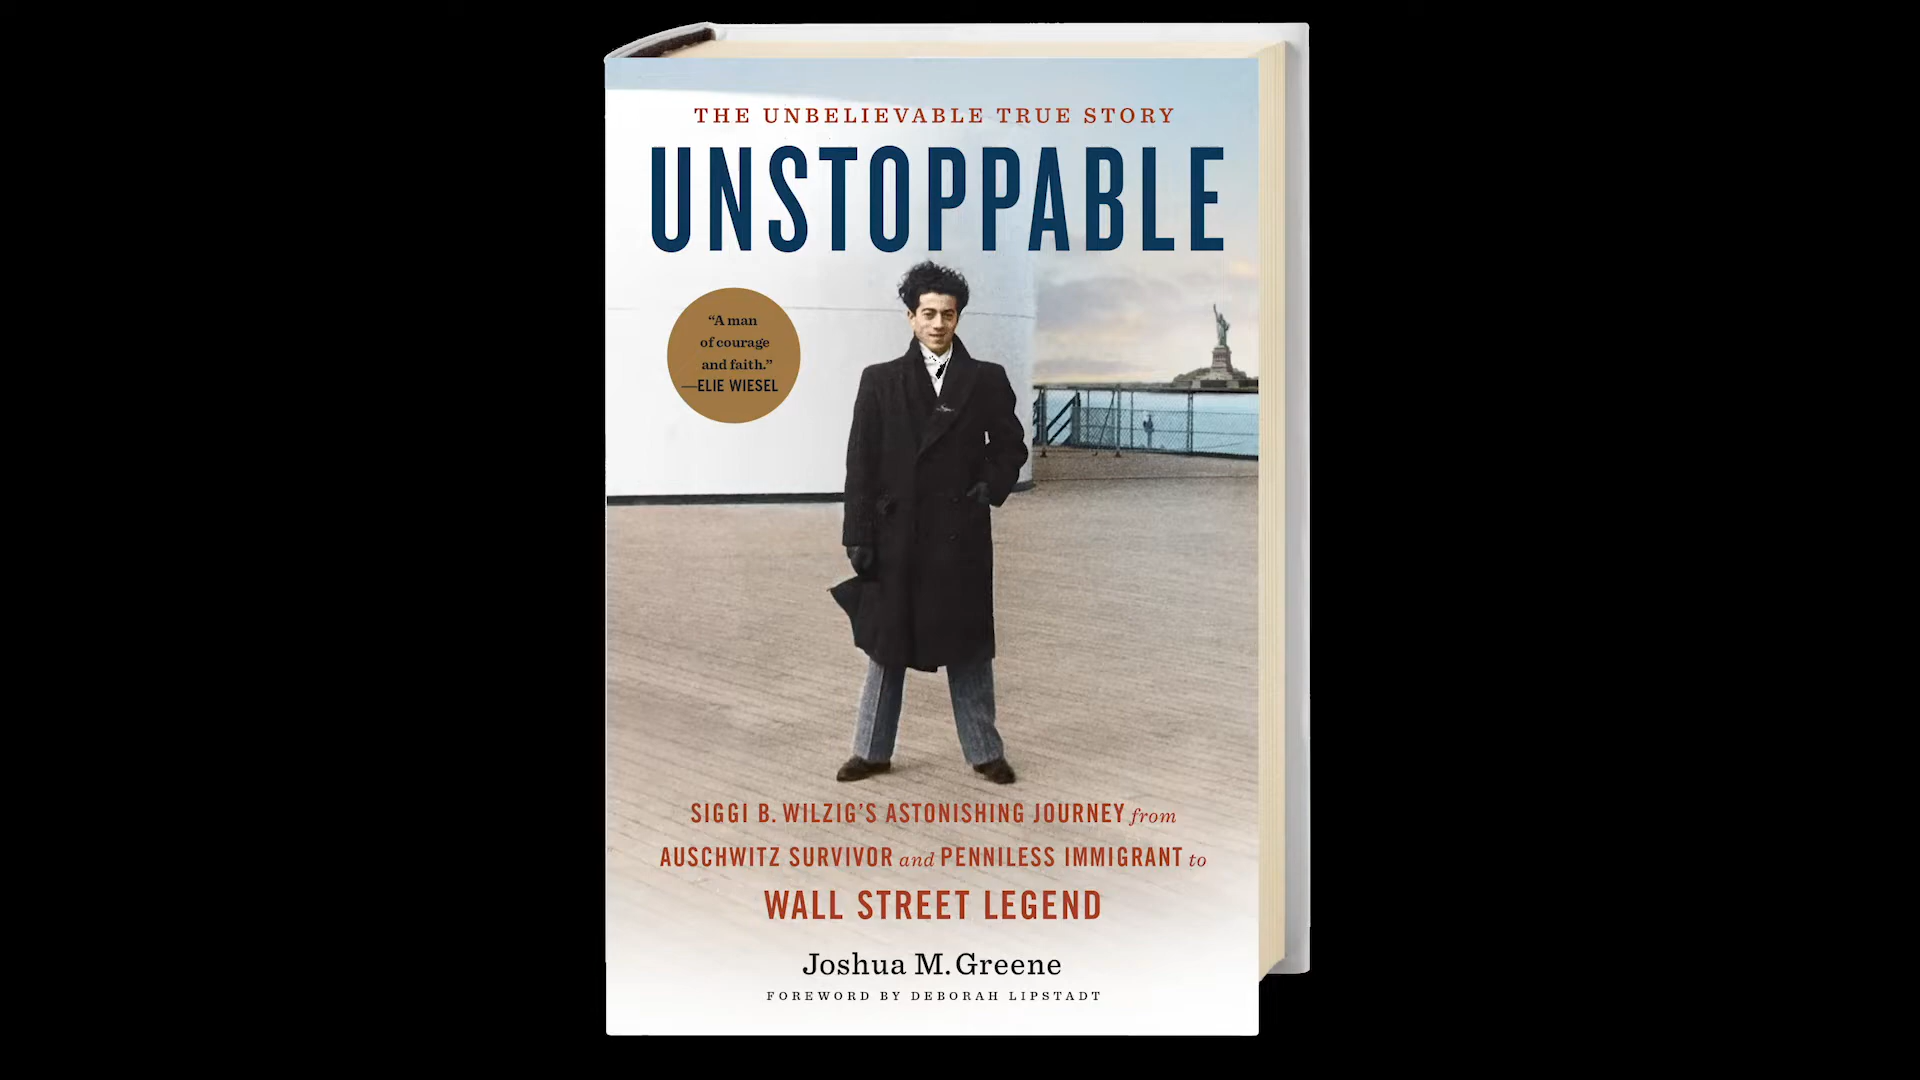 THE UNBELIEVABLE TRUE STORY
UNSTOPPABLE
“A man
of courage
and faith.”
—ELIE WIESEL
SIGGI B. WILZIG’S ASTONISHING JOURNEY from
AUSCHWITZ SURVIVOR and PENNILESS IMMIGRANT to
WALL STREET LEGEND
Joshua M. Greene
FOREWORD BY DEBORAH LIPSTADT